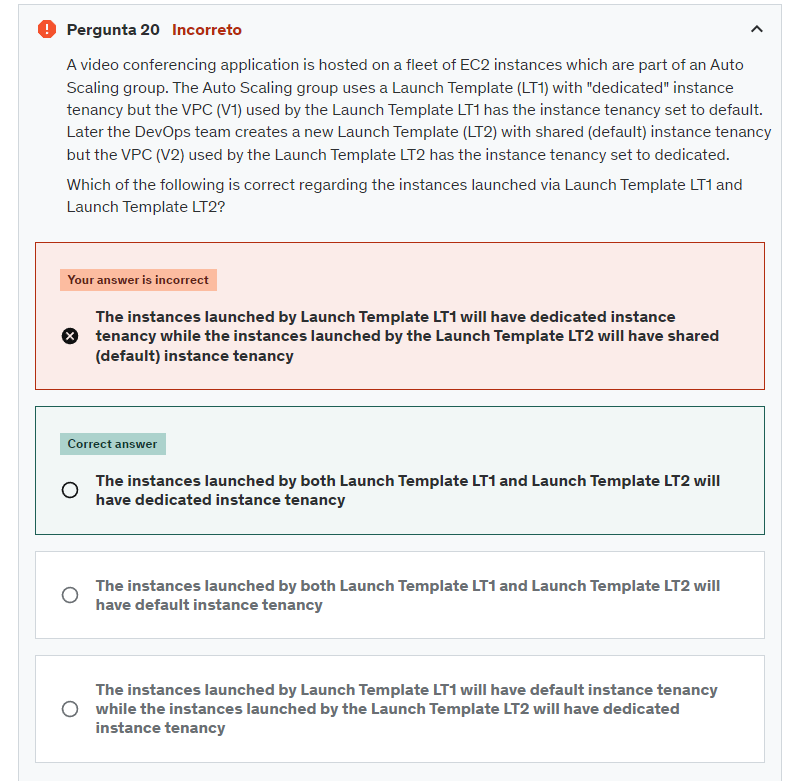 Pergunta 20 Incorreto
A video conferencing application is hosted on a fleet of EC2 instances which are part of an Auto
Scaling group. The Auto Scaling group uses a Launch Template (LT1) with "dedicated" instance
tenancy but the VPC (V1) used by the Launch Template LT1 has the instance tenancy set to default.
Later the DevOps team creates a new Launch Template (LT2) with shared (default) instance tenancy
but the VPC (V2) used by the Launch Template LT2 has the instance tenancy set to dedicated.
Which of the following is correct regarding the instances launched via Launch Template LT1 and
Launch Template LT2?
Your answer is incorrect
The instances launched by Launch Template LT1 will have dedicated instance
tenancy while the instances launched by the Launch Template LT2 will have shared
(default) instance tenancy
Correct answer
The instances launched by both Launch Template LT1 and Launch Template LT2 will
have dedicated instance tenancy
The instances launched by both Launch Template LT1 and Launch Template LT2 will
have default instance tenancy
The instances launched by Launch Template LT1 will have default instance tenancy
while the instances launched by the Launch Template LT2 will have dedicated
instance tenancy